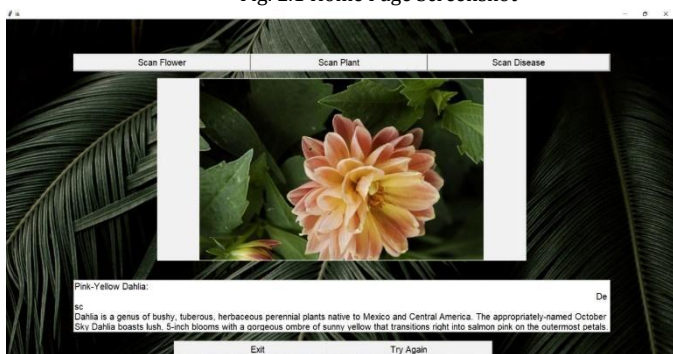 Fig. 2.1 Home Page Screenshot
tk
Scan Flower Scan Plant Scan Disease
Pink-Yellow Dahlia:
De
sc
Dahlia is a genus of bushy, tuberous, herbaceous perennial plants native to Mexico and Central America. The appropriately-named October
Sky Dahlia boasts lush, 5-inch blooms with a gorgeous ombre of sunny yellow that transitions right into salmon pink on the outermost petals.
Exit Try Again